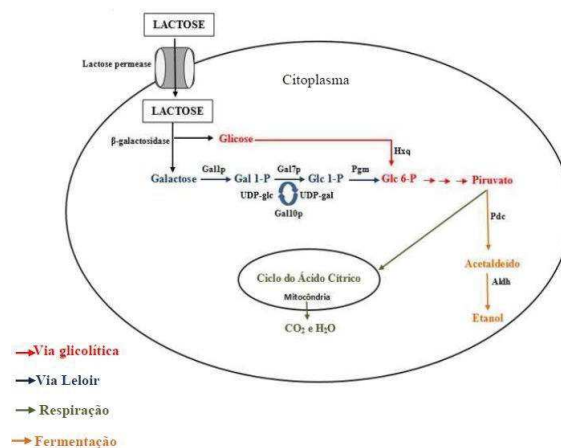 LACTOSE
Lactose permease
Citoplasma
LACTOSE
β-galactosidase
Glicose
Hxq
Galactose
Gal1p
Gal 1-P
Gal7p
Glc 1-P
Pgm
Glc 6-P
Piruvato
UDP-glc
UDP-gal
Gal10p
Pdc
Acetaldeído
Aldh
Etanol
Ciclo do Ácido Cítrico
Mitocôndria
CO₂ e H₂O
Via glicolítica
Via Leloir
Respiração
Fermentação